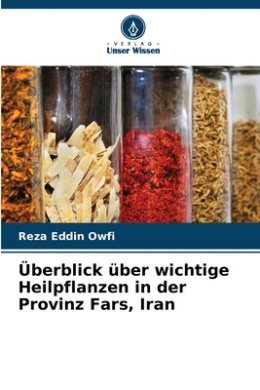 VERLAG
Unser Wissen
Reza Eddin Owfi
Überblick über wichtige
Heilpflanzen in der
Provinz Fars, Iran